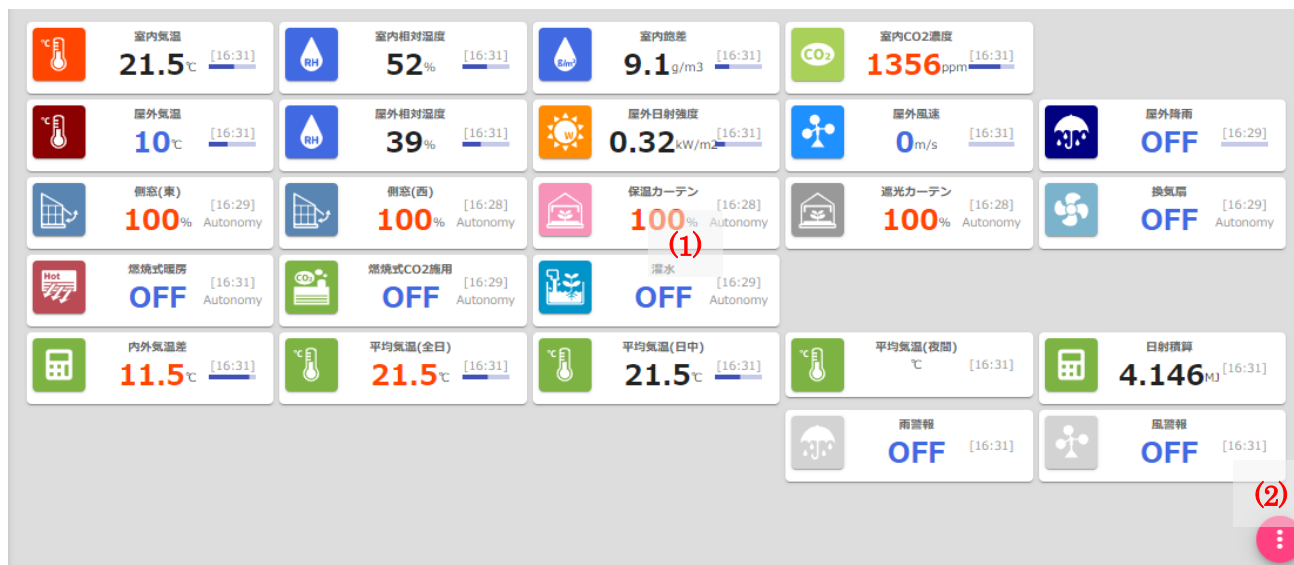 ℃ 室内気温 21.5℃ [16:31]
RH 室内相対湿度 52% [16:31]
g/m³ 室内飽差 9.1g/m3 [16:31]
CO₂ 室内CO2濃度 1356ppm [16:31]
℃ 屋外気温 10℃ [16:31]
RH 屋外相対湿度 39% [16:31]
W 屋外日射強度 0.32kW/m2 [16:31]
屋外風速 0m/s [16:31]
屋外降雨 OFF [16:29]
側窓(東) 100% [16:29] Autonomy
側窓(西) 100% [16:28] Autonomy
保温カーテン 100% [16:28] Autonomy
遮光カーテン 100% [16:28] Autonomy
換気扇 OFF [16:29] Autonomy
(1)
Hot 燃焼式暖房 OFF [16:31] Autonomy
CO₂ 燃焼式CO2施用 OFF [16:29] Autonomy
潅水 OFF [16:29] Autonomy
内外気温差 11.5℃ [16:31]
℃ 平均気温(全日) 21.5℃ [16:31]
℃ 平均気温(日中) 21.5℃ [16:31]
℃ 平均気温(夜間) ℃ [16:31]
日射積算 4.146MJ [16:31]
雨警報 OFF [16:31]
風警報 OFF [16:31]
(2)